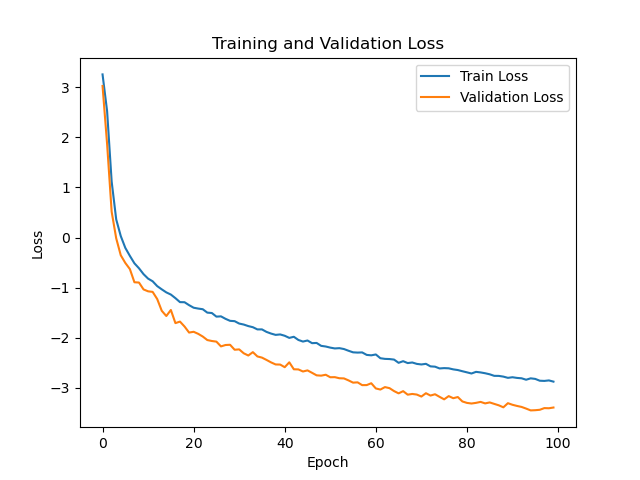 Training and Validation Loss
Train Loss
Validation Loss
3
2
1
0
−1
−2
−3
Loss
0 20 40 60 80 100
Epoch